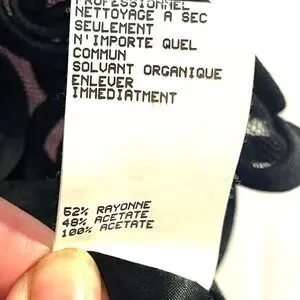 PROFESSIONNEL
NETTOYAGE A SEC
SEULEMENT
N'IMPORTE QUEL
COMMUN
SOLVANT ORGANIQUE
ENLEVER
IMMEDIATMENT
52% RAYONNE
48% ACETATE
100% ACETATE